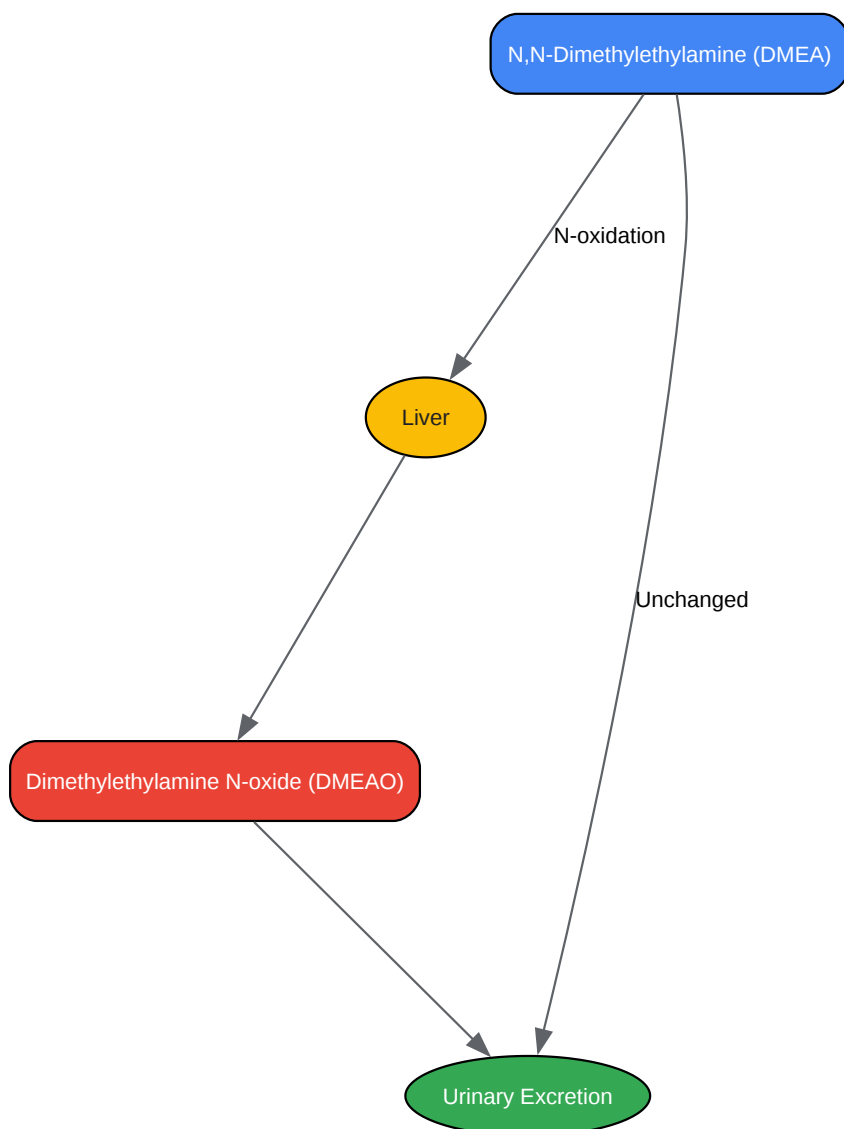 N,N-Dimethylethylamine (DMEA)
N-oxidation
Liver
Unchanged
Dimethylethylamine N-oxide (DMEAO)
Urinary Excretion